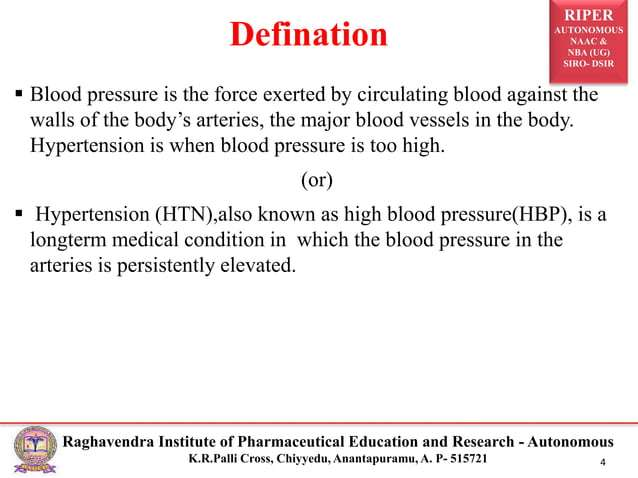 Defination
RIPER
AUTONOMOUS
NAAC &
NBA (UG)
SIRO- DSIR
▪ Blood pressure is the force exerted by circulating blood against the
walls of the body’s arteries, the major blood vessels in the body.
Hypertension is when blood pressure is too high.
(or)
▪ Hypertension (HTN),also known as high blood pressure(HBP), is a
longterm medical condition in which the blood pressure in the
arteries is persistently elevated.
Raghavendra Institute of Pharmaceutical Education and Research - Autonomous
K.R.Palli Cross, Chiyyedu, Anantapuramu, A. P- 515721
4